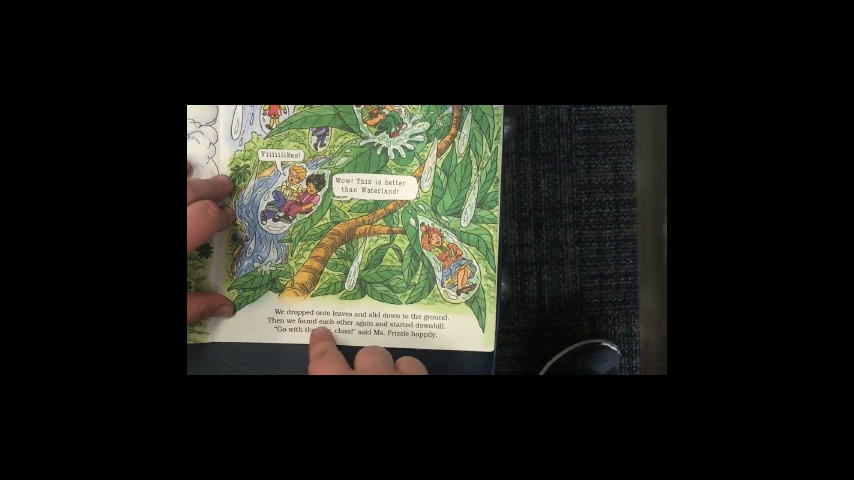 Yiiiiiikes!
Wow! This is better
than Waterland!
We dropped onto leaves and slid down to the ground.
Then we found each other again and started downhill.
"Go with the class!" said Ms. Frizzle happily.